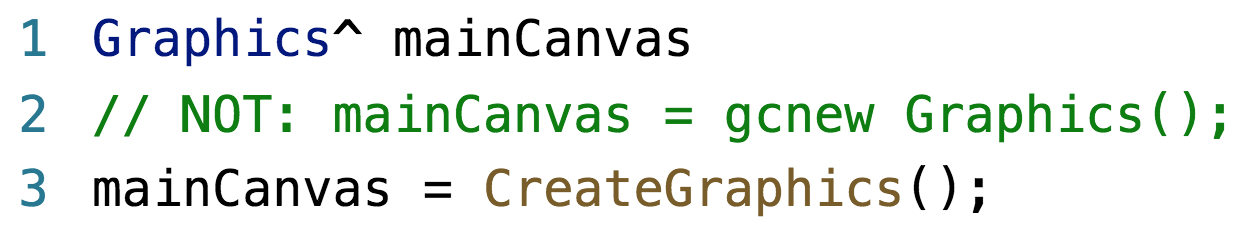 1 Graphics^ mainCanvas
2 // NOT: mainCanvas = gcnew Graphics();
3 mainCanvas = CreateGraphics();